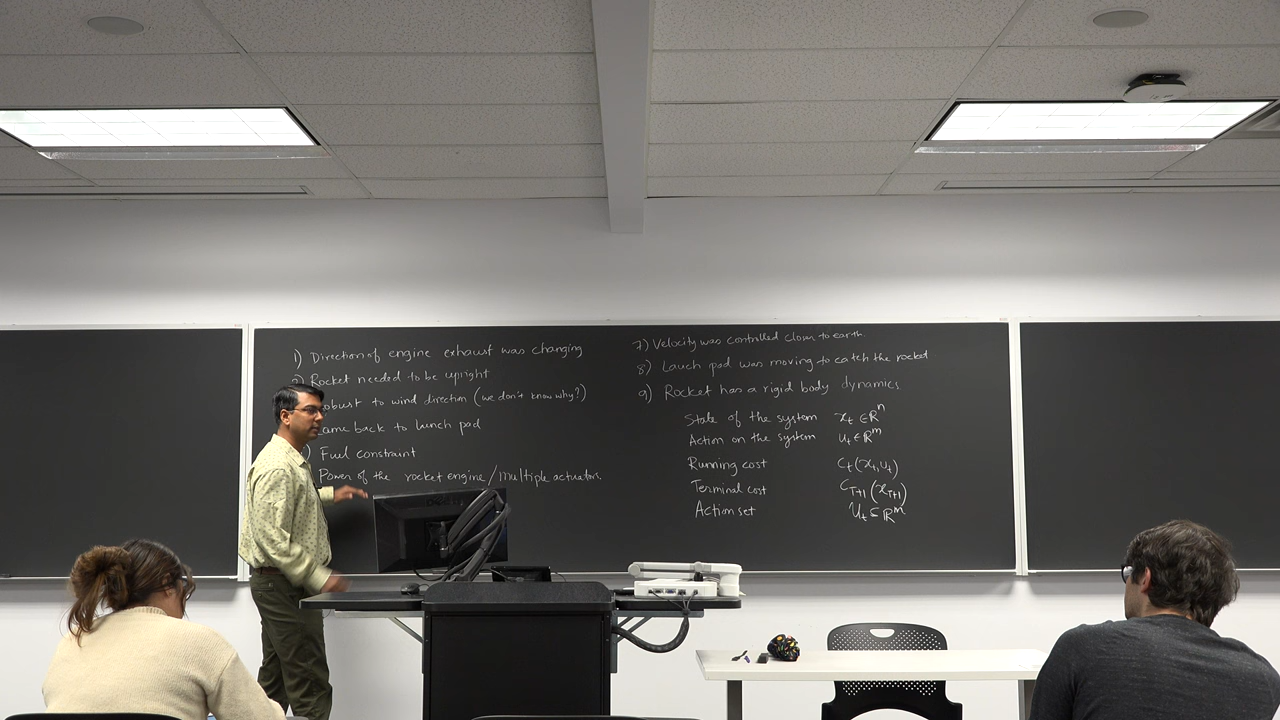 1) Direction of engine exhaust was changing
Rocket needed to be upright
obust to wind direction (we don't know why?)
ame back to lunch pad
) Fuel constraint
Power of the rocket engine/multiple actuators.
7) Velocity was controlled closer to earth.
8) Lauch pad was moving to catch the rocket
9) Rocket has a rigid body dynamics
State of the system x_t ∈ ℝ^n
Action on the system u_t ∈ ℝ^m
Running cost C_t(x_t, u_t)
Terminal cost C_{T+1}(x_{T+1})
Action set U_t ⊆ ℝ^m